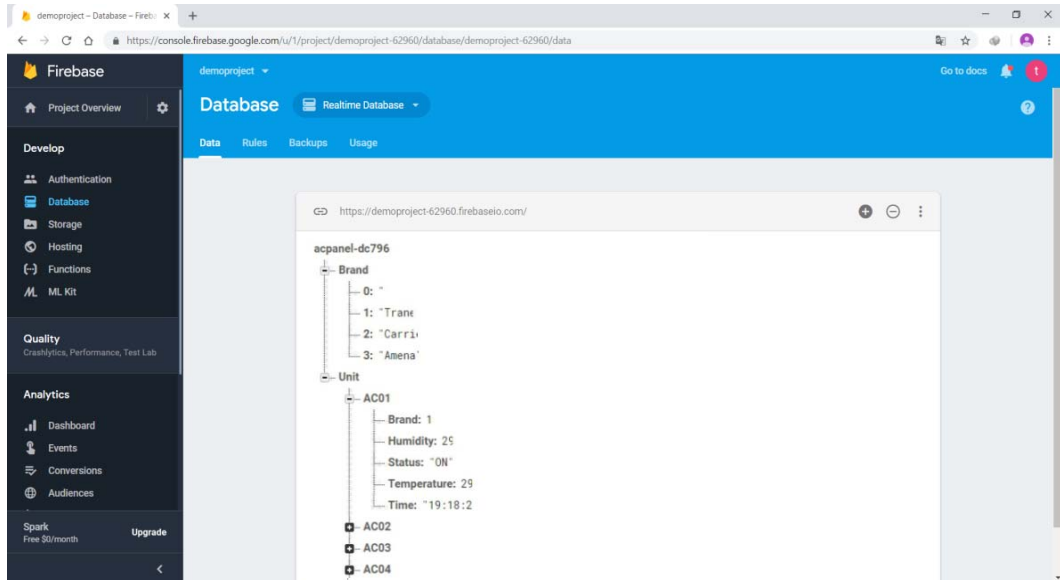 demoproject – Database – Fireb
https://console.firebase.google.com/u/1/project/demoproject-62960/database/demoproject-62960/data
Firebase
demoproject
Go to docs
t
Project Overview
Database
Realtime Database
?
Develop
Data Rules Backups Usage
Authentication
Database
Storage
Hosting
Functions
ML ML Kit
Quality
Crashlytics, Performance, Test Lab
Analytics
Dashboard
Events
Conversions
Audiences
Spark
Free $0/month
Upgrade
https://demoproject-62960.firebaseio.com/
acpanel-dc796
Brand
0: "
1: "Trane
2: "Carri
3: "Amena"
Unit
AC01
Brand: 1
Humidity: 29
Status: "ON"
Temperature: 29
Time: "19:18:2
AC02
AC03
AC04